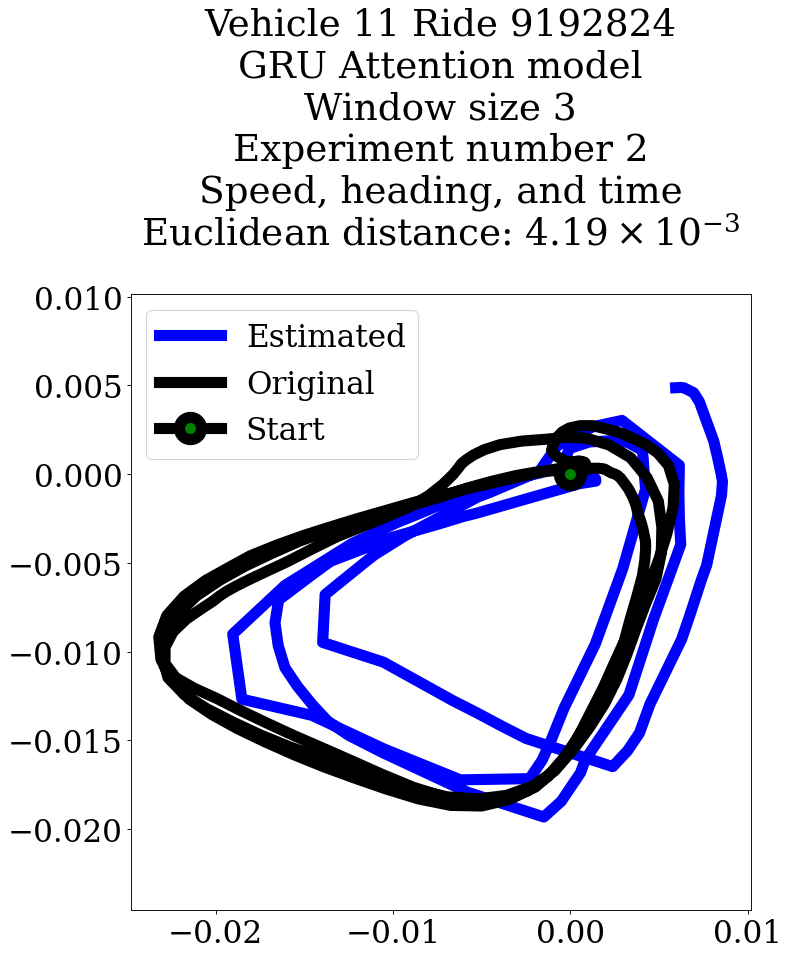 Vehicle 11 Ride 9192824
GRU Attention model
Window size 3
Experiment number 2
Speed, heading, and time
Euclidean distance: 4.19 × 10⁻³
0.010
0.005
0.000
−0.005
−0.010
−0.015
−0.020
Estimated
Original
Start
−0.02
−0.01
0.00
0.01